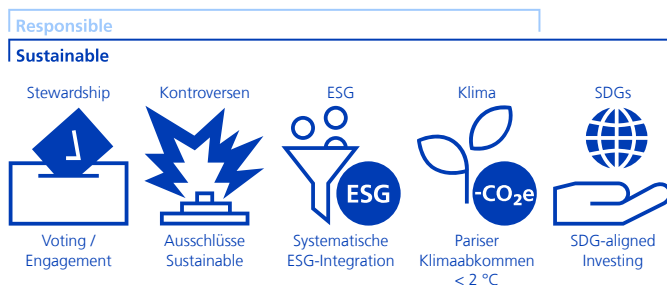 Responsible
Sustainable
Stewardship
Kontroversen
ESG
Klima
SDGs
ESG
-CO₂e
Voting /
Engagement
Ausschlüsse
Sustainable
Systematische
ESG-Integration
Pariser
Klimaabkommen
< 2 °C
SDG-aligned
Investing